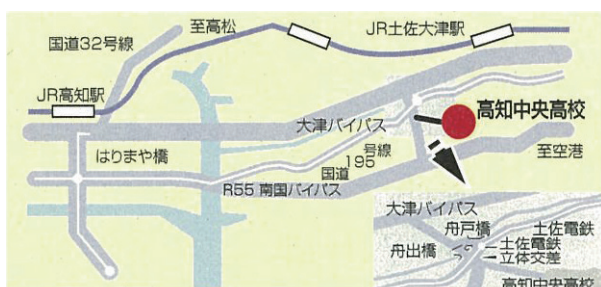 国道32号線
至高松
JR土佐大津駅
JR高知駅
高知中央高校
大津バイパス
はりまや橋
国道
195
号線
至空港
R55 南国バイパス
大津バイパス
舟戸橋
土佐電鉄
舟出橋
土佐電鉄
立体交差
高知中央高校